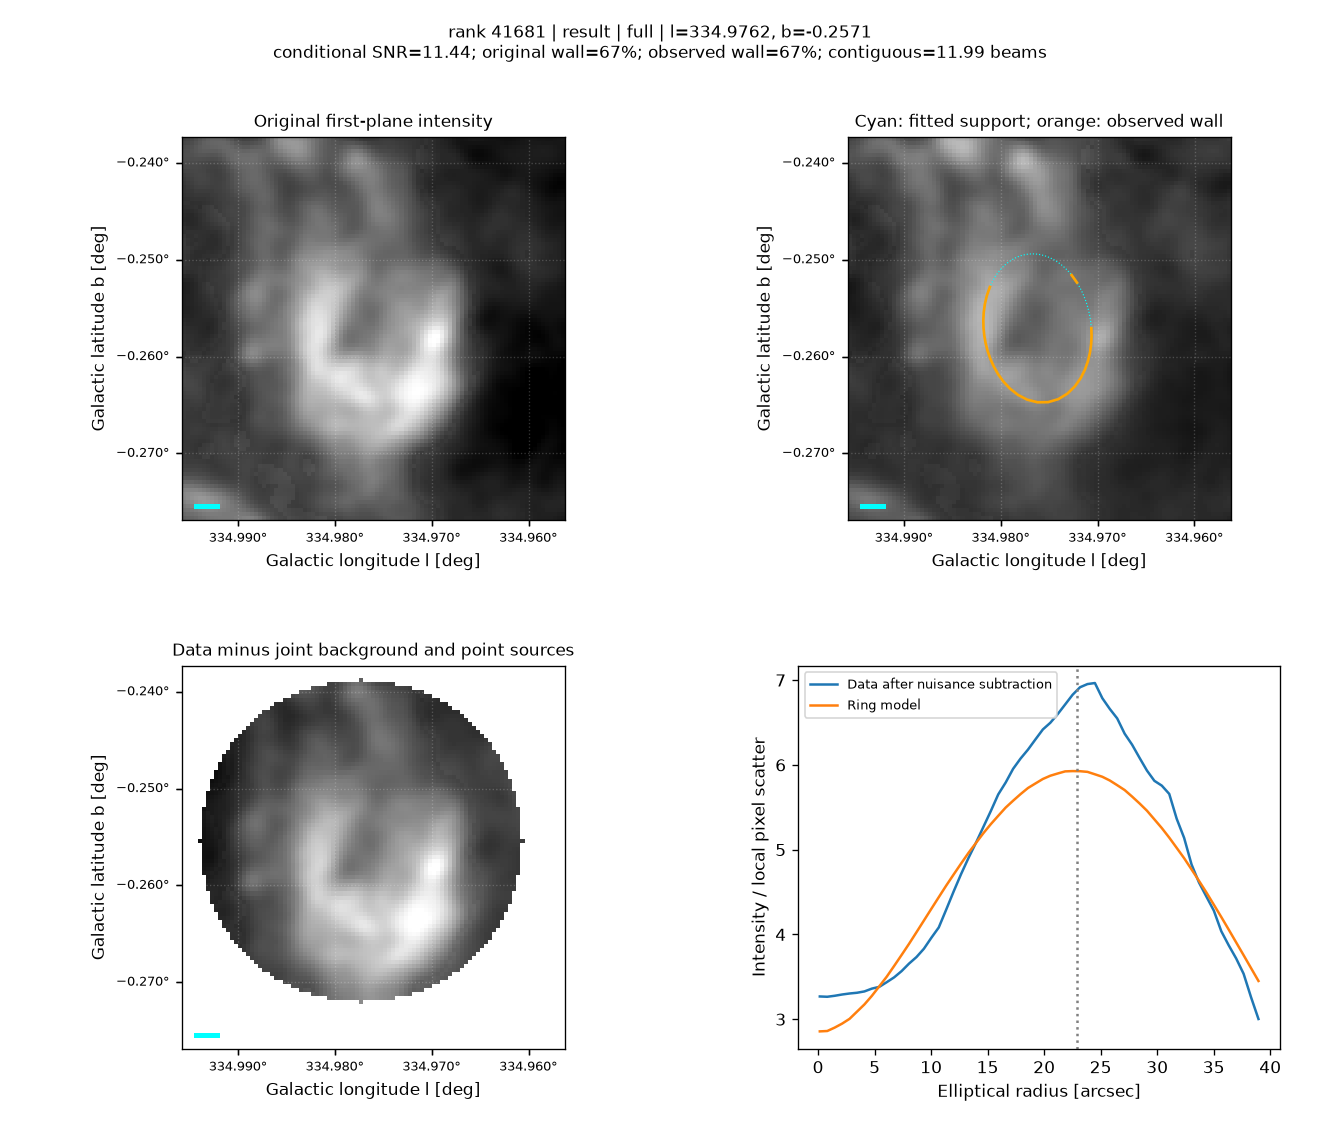 rank 41681 | result | full | l=334.9762, b=-0.2571
conditional SNR=11.44; original wall=67%; observed wall=67%; contiguous=11.99 beams
Original first-plane intensity
−0.240°
−0.250°
−0.260°
−0.270°
334.990°
334.980°
334.970°
334.960°
Galactic longitude l [deg]
Galactic latitude b [deg]
Cyan: fitted support; orange: observed wall
−0.240°
−0.250°
−0.260°
−0.270°
334.990°
334.980°
334.970°
334.960°
Galactic longitude l [deg]
Galactic latitude b [deg]
Data minus joint background and point sources
−0.240°
−0.250°
−0.260°
−0.270°
334.990°
334.980°
334.970°
334.960°
Galactic longitude l [deg]
Galactic latitude b [deg]
Data after nuisance subtraction
Ring model
7
6
5
4
3
0
5
10
15
20
25
30
35
40
Elliptical radius [arcsec]
Intensity / local pixel scatter